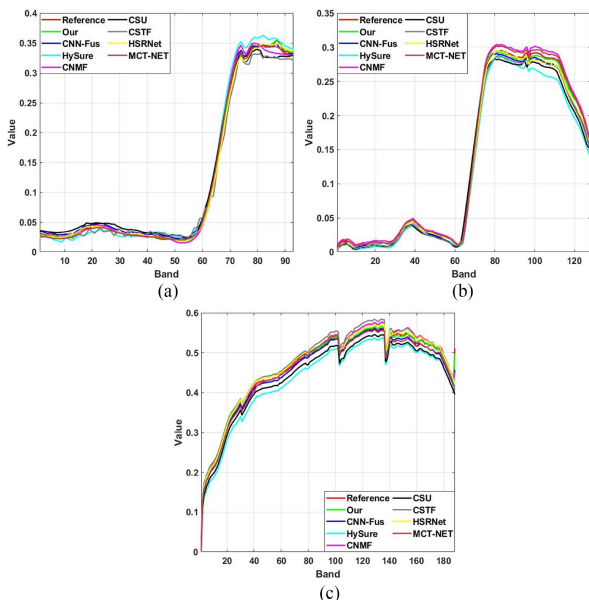 0.4
0.35
0.3
0.25
0.2
0.15
0.1
0.05
0
Value
Reference
Our
CNN-Fus
HySure
CNMF
CSU
CSTF
HSRNet
MCT-NET
10 20 30 40 50 60 70 80 90
Band
(a)
0.35
0.3
0.25
0.2
0.15
0.1
0.05
0
Value
Reference
Our
CNN-Fus
HySure
CNMF
CSU
CSTF
HSRNet
MCT-NET
20 40 60 80 100 120
Band
(b)
0.6
0.5
0.4
0.3
0.2
0.1
0
Value
Reference
Our
CNN-Fus
HySure
CNMF
CSU
CSTF
HSRNet
MCT-NET
20 40 60 80 100 120 140 160 180
Band
(c)